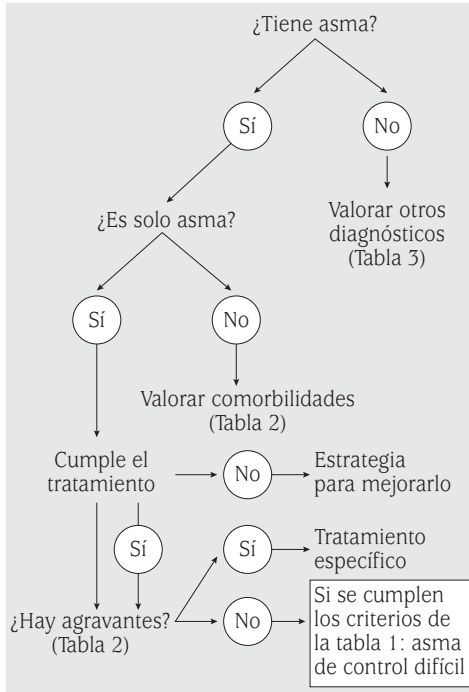 ¿Tiene asma?
Sí
No
¿Es solo asma?
Valorar otros
diagnósticos
(Tabla 3)
Sí
No
Valorar comorbilidades
(Tabla 2)
Cumple el
tratamiento
No
Estrategia
para mejorarlo
Sí
Sí
Tratamiento
específico
¿Hay agravantes?
(Tabla 2)
No
Si se cumplen
los criterios de
la tabla 1: asma
de control difícil